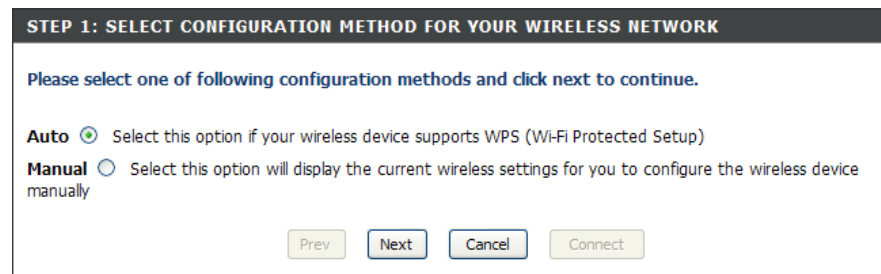 STEP 1: SELECT CONFIGURATION METHOD FOR YOUR WIRELESS NETWORK
Please select one of following configuration methods and click next to continue.
Auto Select this option if your wireless device supports WPS (Wi-Fi Protected Setup)
Manual Select this option will display the current wireless settings for you to configure the wireless device
manually
Prev Next Cancel Connect